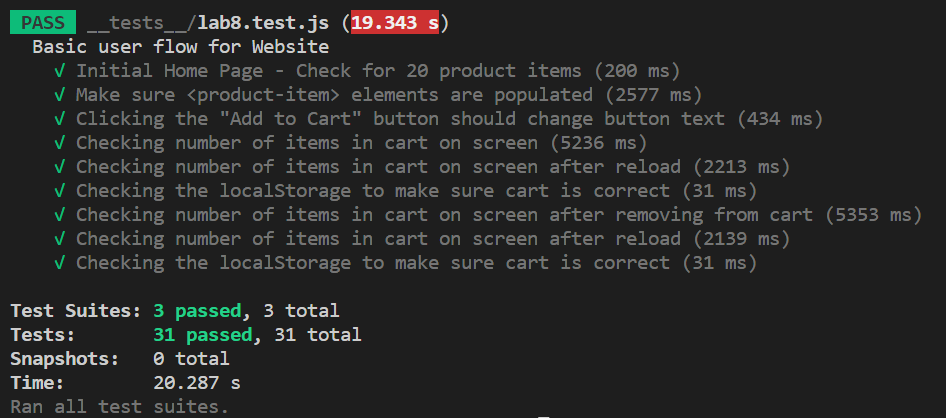 PASS __tests__/lab8.test.js (19.343 s)
Basic user flow for Website
√ Initial Home Page - Check for 20 product items (200 ms)
√ Make sure <product-item> elements are populated (2577 ms)
√ Clicking the "Add to Cart" button should change button text (434 ms)
√ Checking number of items in cart on screen (5236 ms)
√ Checking number of items in cart on screen after reload (2213 ms)
√ Checking the localStorage to make sure cart is correct (31 ms)
√ Checking number of items in cart on screen after removing from cart (5353 ms)
√ Checking number of items in cart on screen after reload (2139 ms)
√ Checking the localStorage to make sure cart is correct (31 ms)
Test Suites: 3 passed, 3 total
Tests: 31 passed, 31 total
Snapshots: 0 total
Time: 20.287 s
Ran all test suites.